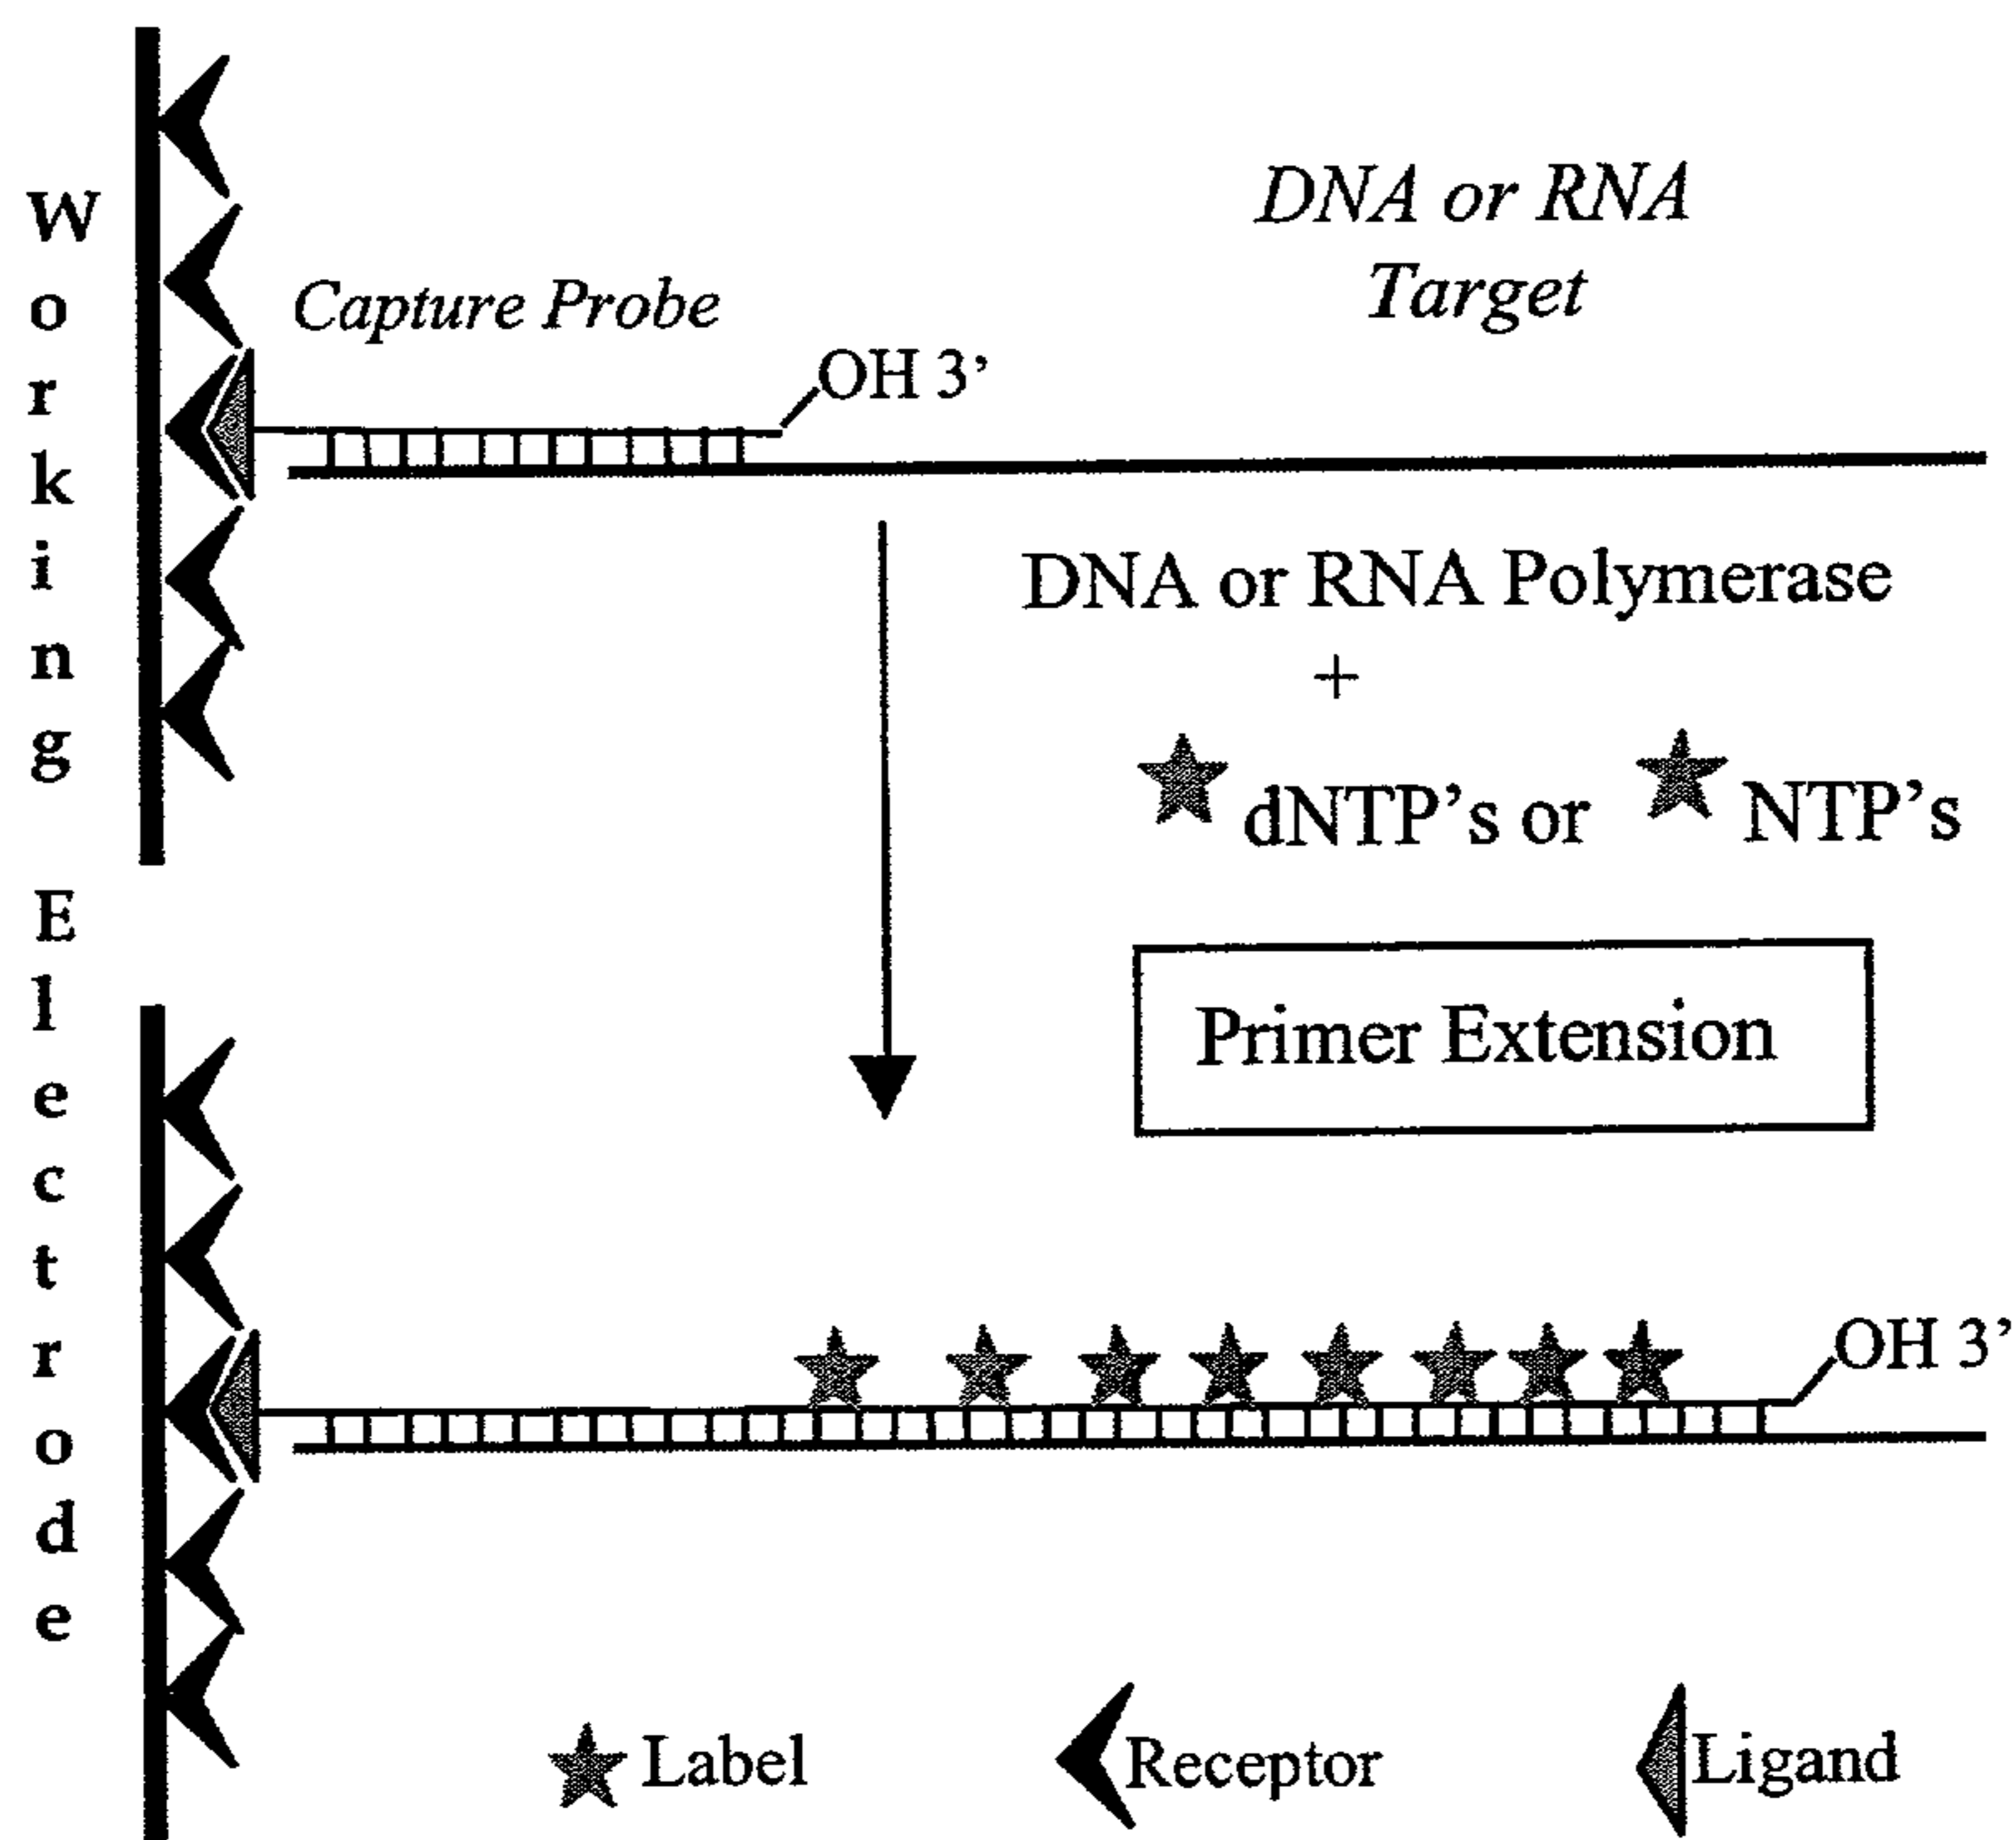 Working Electrode
DNA or RNA
Target
Capture Probe
OH 3’
DNA or RNA Polymerase
+
dNTP’s or NTP’s
Primer Extension
OH 3’
Label Receptor Ligand